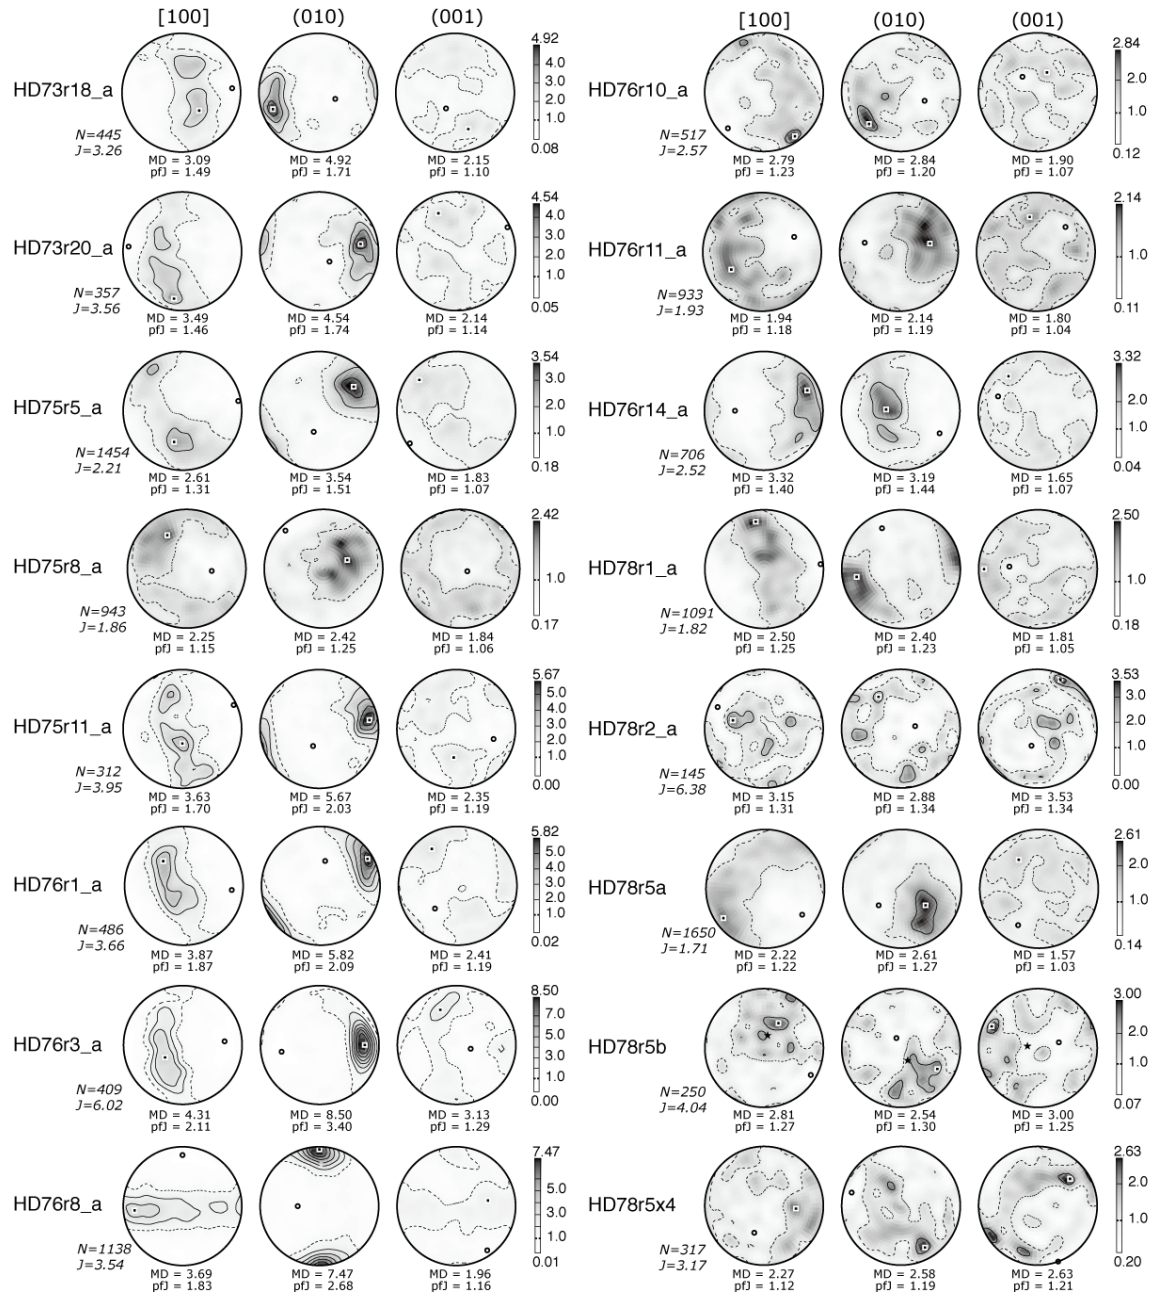 [100] (010) (001)
4.92
4.0
3.0
2.0
1.0
0.08
HD73r18_a
N=445
J=3.26
MD = 3.09 MD = 4.92 MD = 2.15
pfJ = 1.49 pfJ = 1.71 pfJ = 1.10
4.54
4.0
3.0
2.0
1.0
0.05
HD73r20_a
N=357
J=3.56
MD = 3.49 MD = 4.54 MD = 2.14
pfJ = 1.46 pfJ = 1.74 pfJ = 1.14
3.54
3.0
2.0
1.0
0.18
HD75r5_a
N=1454
J=2.21
MD = 2.61 MD = 3.54 MD = 1.83
pfJ = 1.31 pfJ = 1.51 pfJ = 1.07
2.42
1.0
0.17
HD75r8_a
N=943
J=1.86
MD = 2.25 MD = 2.42 MD = 1.84
pfJ = 1.15 pfJ = 1.25 pfJ = 1.06
5.67
5.0
4.0
3.0
2.0
1.0
0.00
HD75r11_a
N=312
J=3.95
MD = 3.63 MD = 5.67 MD = 2.35
pfJ = 1.70 pfJ = 2.03 pfJ = 1.19
5.82
5.0
4.0
3.0
2.0
1.0
0.02
HD76r1_a
N=486
J=3.66
MD = 3.87 MD = 5.82 MD = 2.41
pfJ = 1.87 pfJ = 2.09 pfJ = 1.19
8.50
7.0
5.0
3.0
1.0
0.00
HD76r3_a
N=409
J=6.02
MD = 4.31 MD = 8.50 MD = 3.13
pfJ = 2.11 pfJ = 3.40 pfJ = 1.29
7.47
5.0
3.0
1.0
0.01
HD76r8_a
N=1138
J=3.54
MD = 3.69 MD = 7.47 MD = 1.96
pfJ = 1.83 pfJ = 2.68 pfJ = 1.16
[100] (010) (001)
2.84
2.0
1.0
0.12
HD76r10_a
N=517
J=2.57
MD = 2.79 MD = 2.84 MD = 1.90
pfJ = 1.23 pfJ = 1.20 pfJ = 1.07
2.14
1.0
0.11
HD76r11_a
N=933
J=1.93
MD = 1.94 MD = 2.14 MD = 1.80
pfJ = 1.18 pfJ = 1.19 pfJ = 1.04
3.32
2.0
1.0
0.04
HD76r14_a
N=706
J=2.52
MD = 3.32 MD = 3.19 MD = 1.65
pfJ = 1.40 pfJ = 1.44 pfJ = 1.07
2.50
1.0
0.18
HD78r1_a
N=1091
J=1.82
MD = 2.50 MD = 2.40 MD = 1.81
pfJ = 1.25 pfJ = 1.23 pfJ = 1.05
3.53
3.0
2.0
1.0
0.00
HD78r2_a
N=145
J=6.38
MD = 3.15 MD = 2.88 MD = 3.53
pfJ = 1.31 pfJ = 1.34 pfJ = 1.34
2.61
2.0
1.0
0.14
HD78r5a
N=1650
J=1.71
MD = 2.22 MD = 2.61 MD = 1.57
pfJ = 1.22 pfJ = 1.27 pfJ = 1.03
3.00
2.0
1.0
0.07
HD78r5b
N=250
J=4.04
MD = 2.81 MD = 2.54 MD = 3.00
pfJ = 1.27 pfJ = 1.30 pfJ = 1.25
2.63
2.0
1.0
0.20
HD78r5x4
N=317
J=3.17
MD = 2.27 MD = 2.58 MD = 2.63
pfJ = 1.12 pfJ = 1.19 pfJ = 1.21